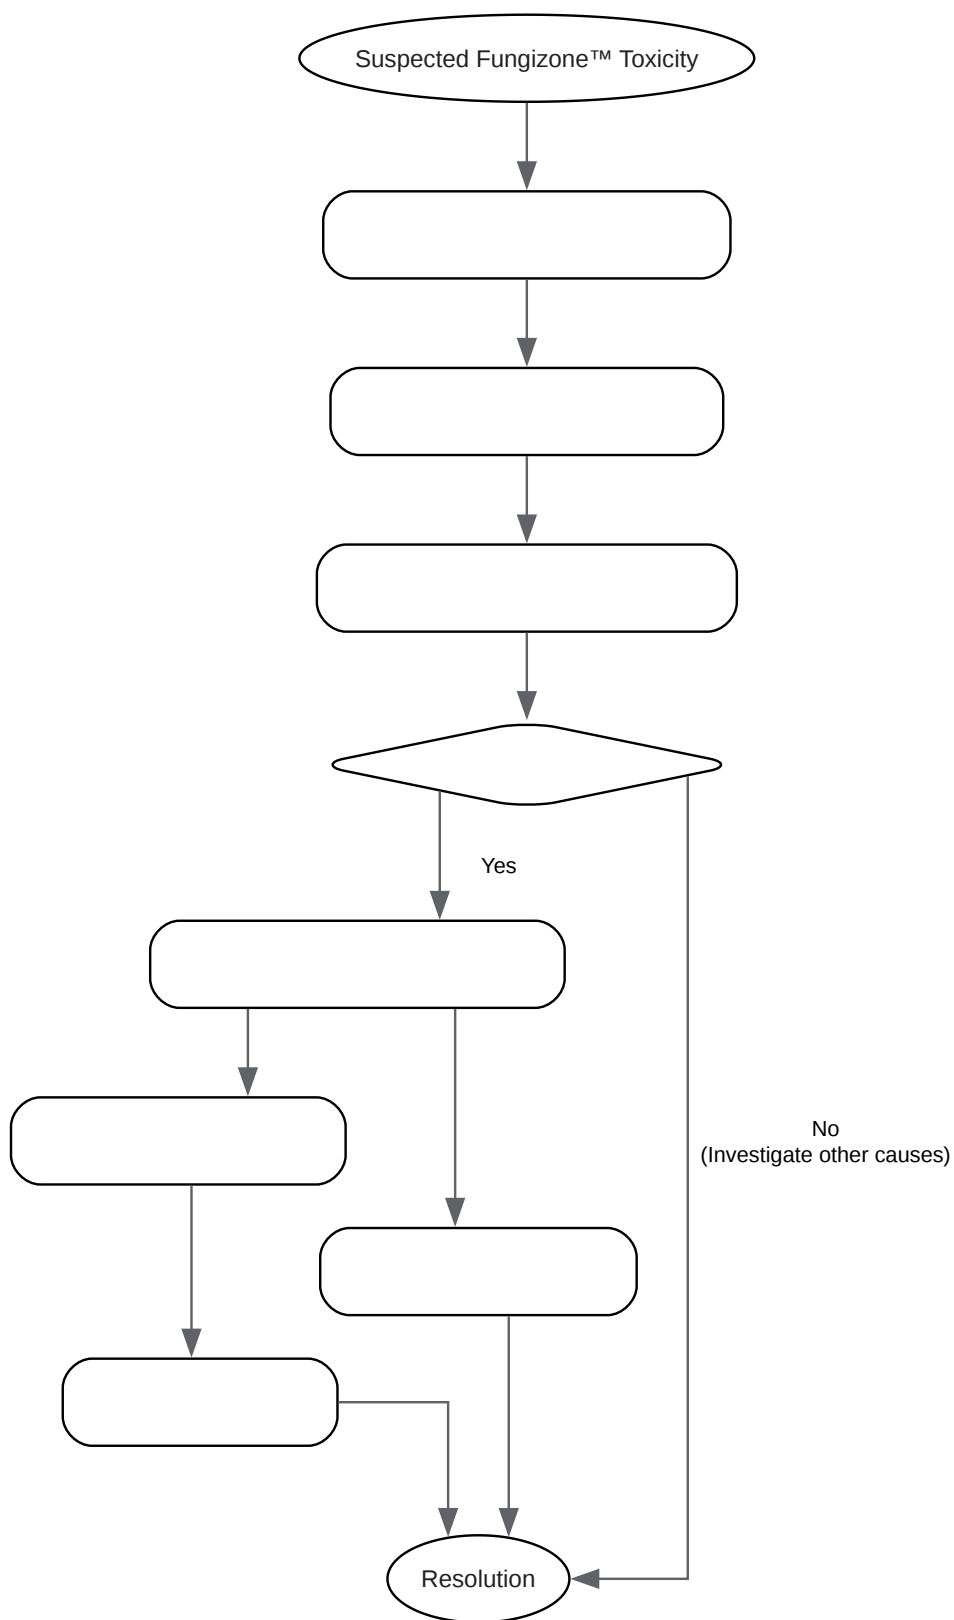 Suspected Fungizone™ Toxicity
Yes
No
(Investigate other causes)
Resolution